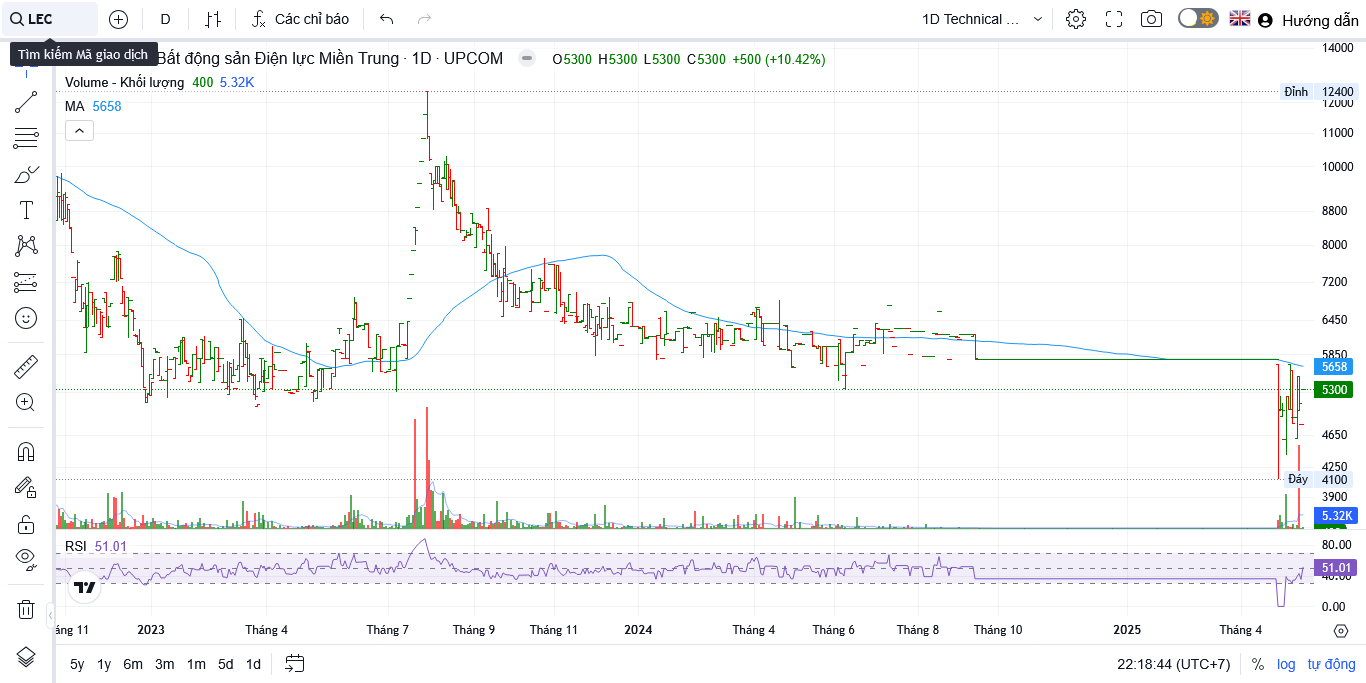 LEC D Các chỉ báo 1D Technical ... Hướng dẫn
Tìm kiếm Mã giao dịch
Bất động sản Điện lực Miền Trung · 1D · UPCOM O5300 H5300 L5300 C5300 +500 (+10.42%)
Volume - Khối lượng 400 5.32K
MA 5658
14000
Đỉnh 12400
12000
11000
10000
8800
8000
7200
6450
5850
5658
5300
4650
4250
Đáy 4100
3900
5.32K
RSI 51.01
80.00
51.01
40.00
0.00
áng 11 2023 Tháng 4 Tháng 7 Tháng 9 Tháng 11 2024 Tháng 4 Tháng 6 Tháng 8 Tháng 10 2025 Tháng 4
5y 1y 6m 3m 1m 5d 1d 22:18:44 (UTC+7) % log tự động